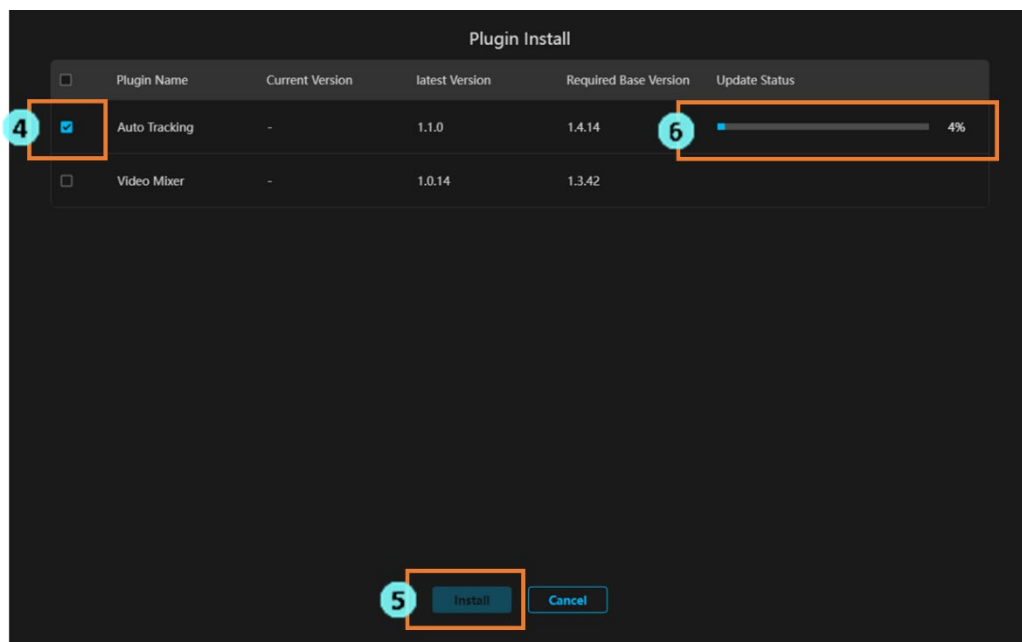 Plugin Install
Plugin Name Current Version latest Version Required Base Version Update Status
4 Auto Tracking - 1.1.0 1.4.14 6 4%
Video Mixer - 1.0.14 1.3.42
5 Install Cancel